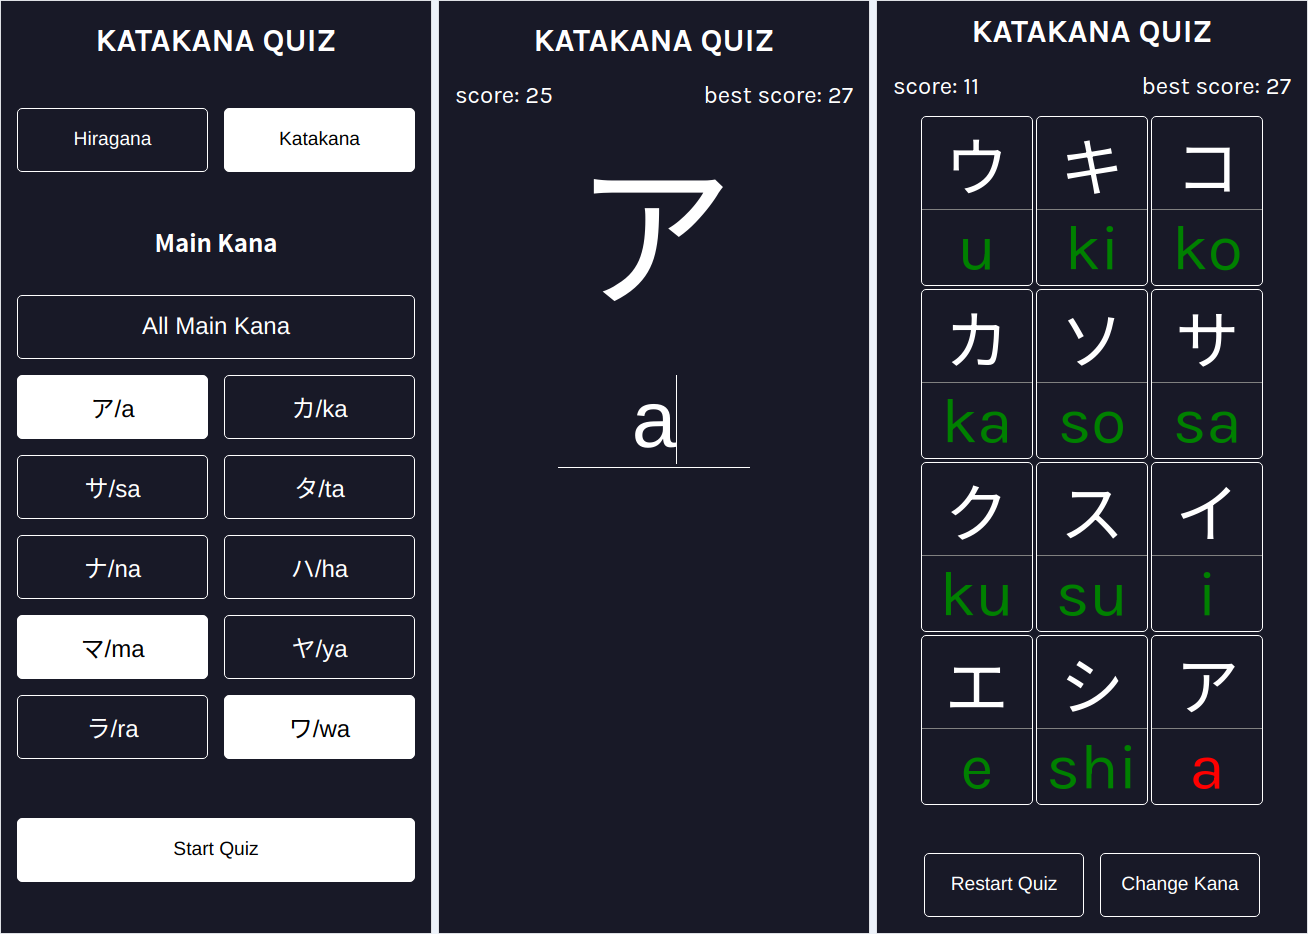 KATAKANA QUIZ
Hiragana Katakana
Main Kana
All Main Kana
ア/a カ/ka
サ/sa タ/ta
ナ/na ハ/ha
マ/ma ヤ/ya
ラ/ra ワ/wa
Start Quiz
KATAKANA QUIZ
score: 25 best score: 27
ア
a
KATAKANA QUIZ
score: 11 best score: 27
ウ キ コ
u ki ko
カ ソ サ
ka so sa
ク ス イ
ku su i
エ シ ア
e shi a
Restart Quiz Change Kana